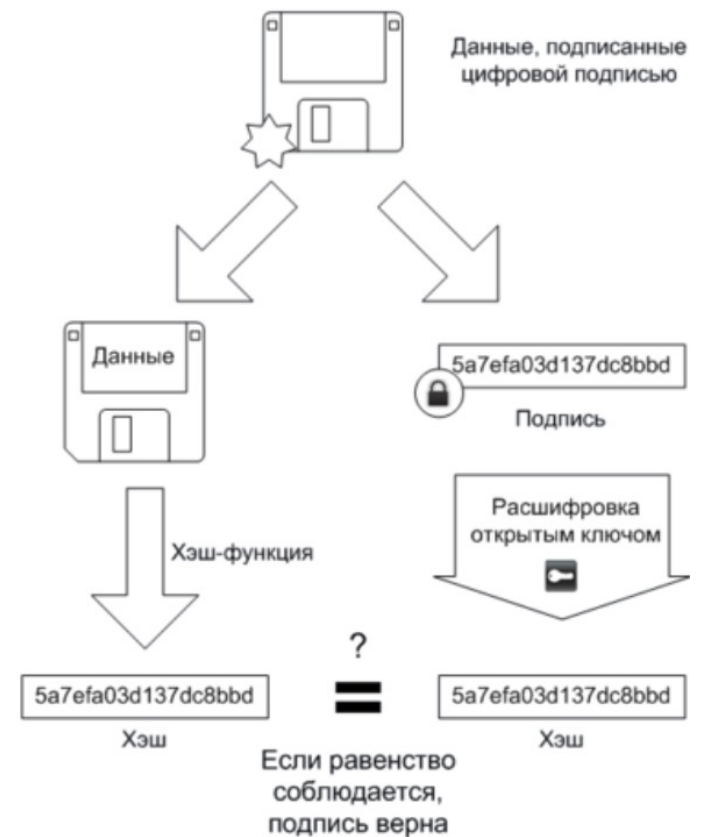 Данные, подписанные
цифровой подписью
Данные
5a7efa03d137dc8bbd
Подпись
Хэш-функция
Расшифровка
открытым ключом
?
5a7efa03d137dc8bbd
Хэш
=
5a7efa03d137dc8bbd
Хэш
Если равенство
соблюдается,
подпись верна